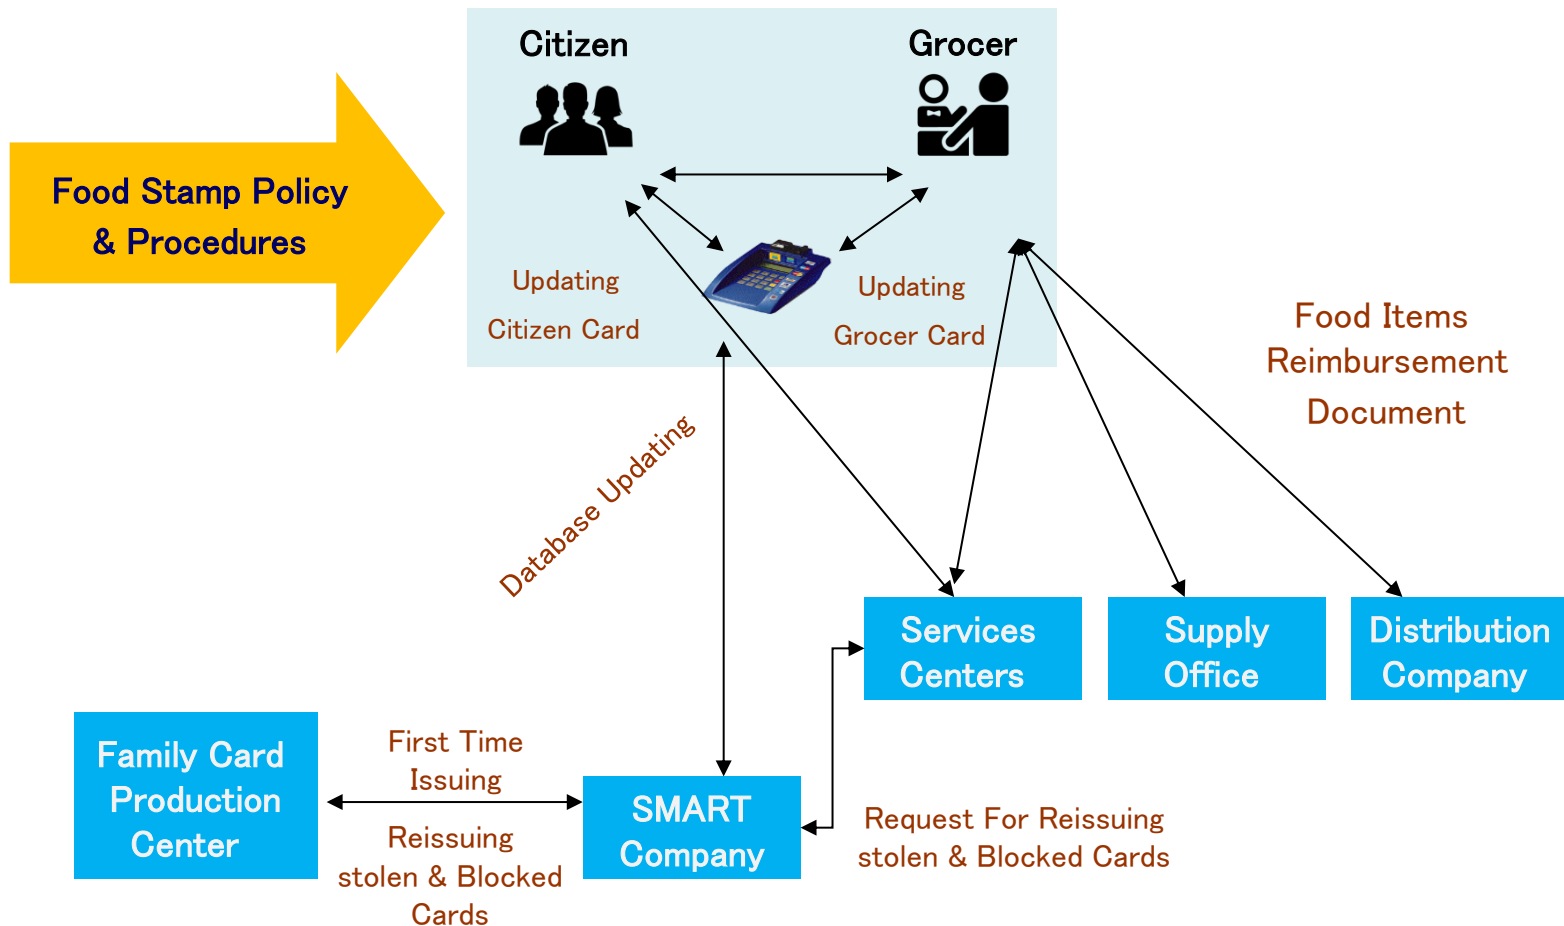 Citizen
Grocer
Food Stamp Policy
& Procedures
Updating
Citizen Card
Updating
Grocer Card
Food Items
Reimbursement
Document
Database Updating
Services
Centers
Supply
Office
Distribution
Company
Family Card
Production
Center
First Time
Issuing
Reissuing
stolen & Blocked
Cards
SMART
Company
Request For Reissuing
stolen & Blocked Cards